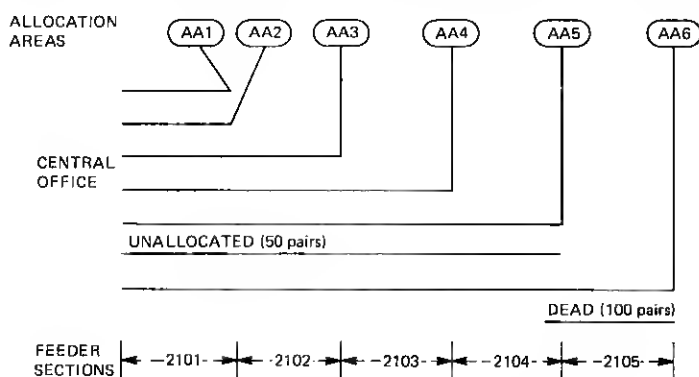 ALLOCATION AREAS
AA1 AA2 AA3 AA4 AA5 AA6
CENTRAL OFFICE
UNALLOCATED (50 pairs)
DEAD (100 pairs)
FEEDER SECTIONS
2101 2102 2103 2104 2105